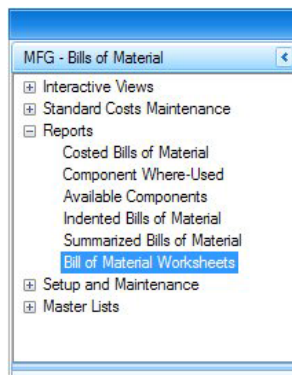 MFG - Bills of Material
Interactive Views
Standard Costs Maintenance
Reports
Costed Bills of Material
Component Where-Used
Available Components
Indented Bills of Material
Summarized Bills of Material
Bill of Material Worksheets
Setup and Maintenance
Master Lists